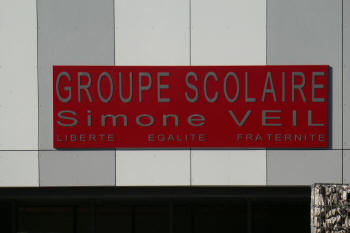 GROUPE SCOLAIRE
Simone VEIL
LIBERTE EGALITE FRATERNITE